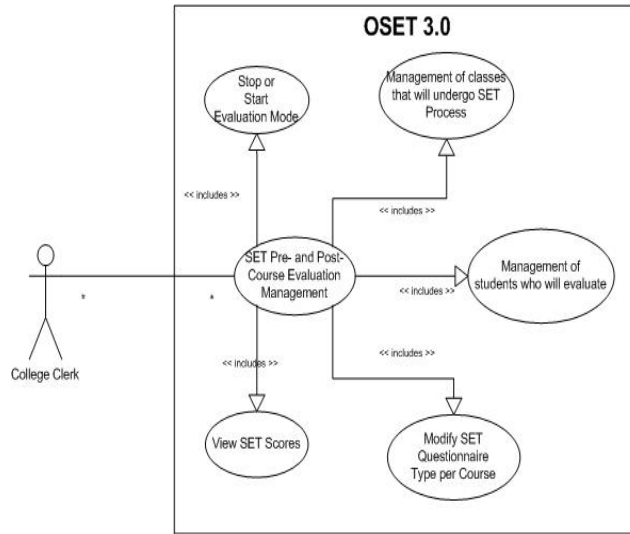 OSET 3.0
Stop or
Start
Evaluation Mode
Management of classes
that will undergo SET
Process
<< includes >>
<< includes >>
SET Pre- and Post-
Course Evaluation
Management
Management of
students who will evaluate
<< includes >>
College Clerk
<< includes >>
<< includes >>
View SET Scores
Modify SET
Questionnaire
Type per Course